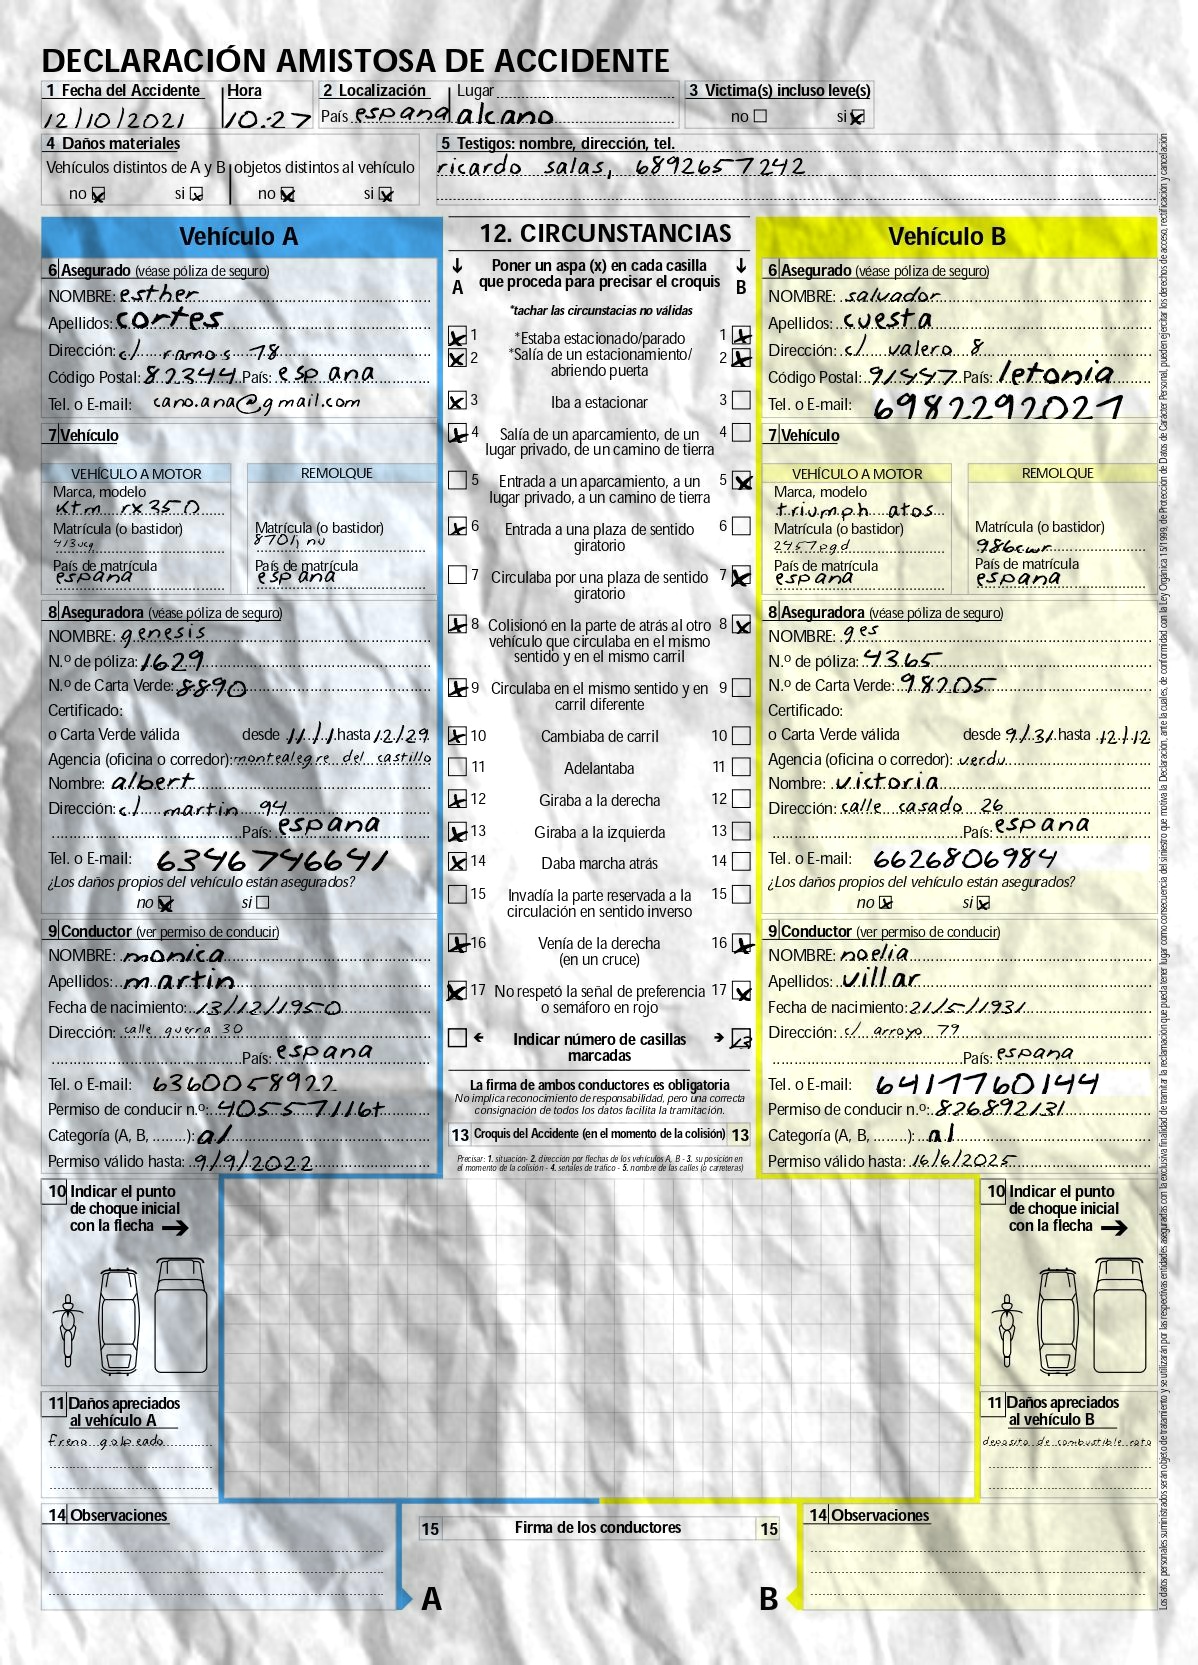 DECLARACIÓN AMISTOSA DE ACCIDENTE
1 Fecha del Accidente Hora 2 Localización Lugar 3 Victima(s) incluso leve(s)
12/10/2021 10:27 País espana alcano no si x
4 Daños materiales 5 Testigos: nombre, dirección, tel.
Vehículos distintos de A y B objetos distintos al vehículo ricardo salas, 6892657242
no x si x no x si x
Vehículo A
6 Asegurado (véase póliza de seguro)
NOMBRE: esther
Apellidos: cortes
Dirección: c/ ramos 78
Código Postal: 82344 País: espana
Tel. o E-mail: cano.ana@gmail.com
7 Vehículo
VEHÍCULO A MOTOR REMOLQUE
Marca, modelo
ktm rx350
Matrícula (o bastidor) Matrícula (o bastidor)
País de matrícula País de matrícula
espana espana
8 Aseguradora (véase póliza de seguro)
NOMBRE: genesis
N.º de póliza: 1629
N.º de Carta Verde: 8890
Certificado:
o Carta Verde válida desde 11/1 hasta 12/29
Agencia (oficina o corredor): montealegre del castillo
Nombre: albert
Dirección: c/ martin 94
País: espana
Tel. o E-mail: 6346746641
¿Los daños propios del vehículo están asegurados?
no x si
9 Conductor (ver permiso de conducir)
NOMBRE: monica
Apellidos: martin
Fecha de nacimiento: 13/12/1950
Dirección: calle guerra 30
País: espana
Tel. o E-mail: 6360058922
Permiso de conducir n.º: 40557116t
Categoría (A, B, ........): al
Permiso válido hasta: 9/9/2022
12. CIRCUNSTANCIAS
A Poner un aspa (x) en cada casilla que proceda para precisar el croquis B
*tachar las circunstacias no válidas
x 1 *Estaba estacionado/parado 1 x
x 2 *Salía de un estacionamiento/ 2 x
abriendo puerta
x 3 Iba a estacionar 3
x 4 Salía de un aparcamiento, de un 4
lugar privado, de un camino de tierra
5 Entrada a un aparcamiento, a un 5 x
lugar privado, a un camino de tierra
x 6 Entrada a una plaza de sentido 6
giratorio
7 Circulaba por una plaza de sentido 7 x
giratorio
x 8 Colisionó en la parte de atrás al otro 8 x
vehículo que circulaba en el mismo
sentido y en el mismo carril
x 9 Circulaba en el mismo sentido y en 9
carril diferente
x 10 Cambiaba de carril 10
11 Adelantaba 11
x 12 Giraba a la derecha 12
x 13 Giraba a la izquierda 13
x 14 Daba marcha atrás 14
15 Invadía la parte reservada a la 15
circulación en sentido inverso
x 16 Venía de la derecha 16 x
(en un cruce)
x 17 No respetó la señal de preferencia 17 x
o semáforo en rojo
Indicar número de casillas 13
marcadas
La firma de ambos conductores es obligatoria
No implica reconocimiento de responsabilidad, pero una correcta
consignación de todos los datos facilita la tramitación.
13 Croquis del Accidente (en el momento de la colisión) 13
Precisar: 1. situación- 2. dirección por flechas de los vehículos A, B - 3. su posición en
el momento de la colisión - 4. señales de tráfico - 5. nombre de las calles (o carreteras)
Vehículo B
6 Asegurado (véase póliza de seguro)
NOMBRE: salvador
Apellidos: cuesta
Dirección: c/ valero 8
Código Postal: País: letonia
Tel. o E-mail: 6982292021
7 Vehículo
VEHÍCULO A MOTOR REMOLQUE
Marca, modelo
triumph atos
Matrícula (o bastidor) Matrícula (o bastidor)
2457pgd 986cwr
País de matrícula País de matrícula
espana espana
8 Aseguradora (véase póliza de seguro)
NOMBRE: ges
N.º de póliza: 4365
N.º de Carta Verde: 98205
Certificado:
o Carta Verde válida desde 9/31 hasta 12/12
Agencia (oficina o corredor): verdu
Nombre: victoria
Dirección: calle casado 26
País: espana
Tel. o E-mail: 6626806984
¿Los daños propios del vehículo están asegurados?
no x si x
9 Conductor (ver permiso de conducir)
NOMBRE: noelia
Apellidos: villar
Fecha de nacimiento: 21/5/1931
Dirección: c/ arroyo 79
País: espana
Tel. o E-mail: 6417760144
Permiso de conducir n.º: 82689213l
Categoría (A, B, ........): al
Permiso válido hasta: 16/6/2025
10 Indicar el punto
de choque inicial
con la flecha
11 Daños apreciados
al vehículo A
freno golpeado
14 Observaciones
10 Indicar el punto
de choque inicial
con la flecha
11 Daños apreciados
al vehículo B
deposito de combustible roto
14 Observaciones
15 Firma de los conductores 15
A B
Los datos personales suministrados serán objeto de tratamiento y se utilizarán por las respectivas entidades aseguradas con la exclusiva finalidad de tramitar la reclamación que pueda tener lugar como consecuencia del siniestro que motiva la Declaración, ante la cuales, de conformidad con la Ley Orgánica 15/1999, de Protección de Datos de Carácter Personal, pueden ejercitar los derechos de acceso, rectificación y cancelación